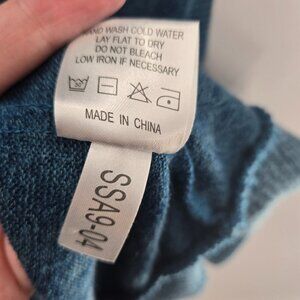 HAND WASH COLD WATER
LAY FLAT TO DRY
DO NOT BLEACH
LOW IRON IF NECESSARY
MADE IN CHINA
SSA9-04